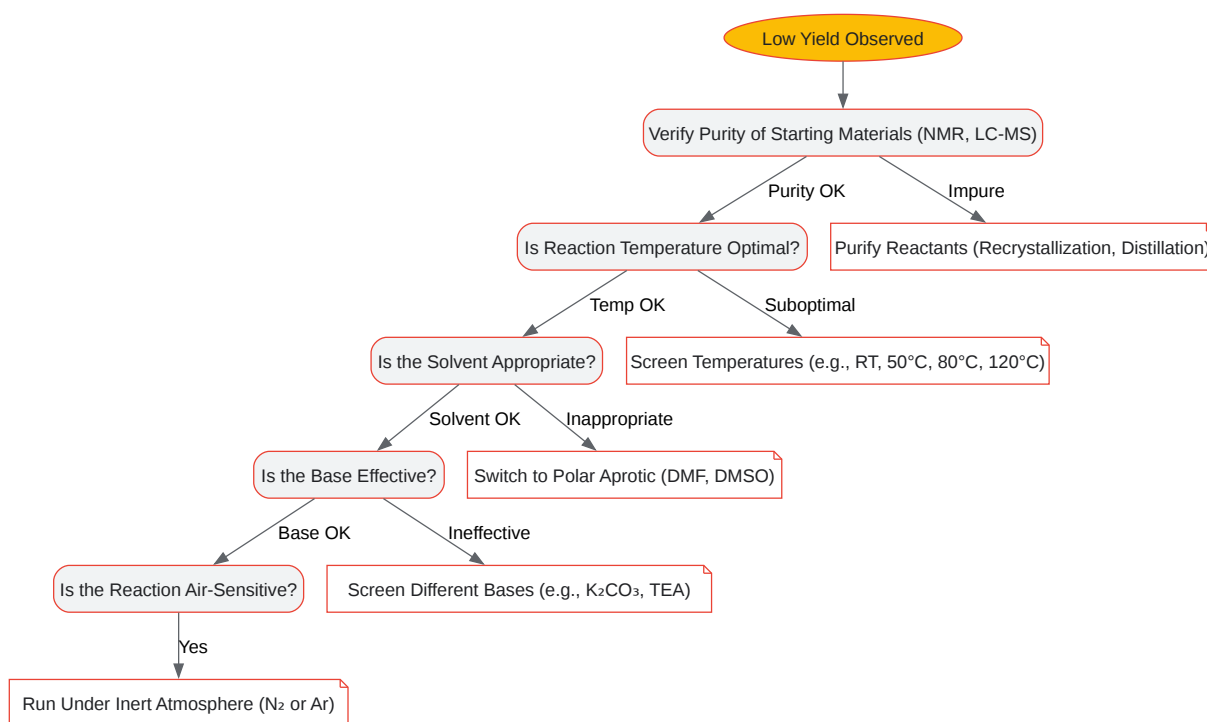 Low Yield Observed
Verify Purity of Starting Materials (NMR, LC-MS)
Purity OK
Impure
Is Reaction Temperature Optimal?
Purify Reactants (Recrystallization, Distillation)
Temp OK
Suboptimal
Is the Solvent Appropriate?
Screen Temperatures (e.g., RT, 50°C, 80°C, 120°C)
Solvent OK
Inappropriate
Is the Base Effective?
Switch to Polar Aprotic (DMF, DMSO)
Base OK
Ineffective
Is the Reaction Air-Sensitive?
Screen Different Bases (e.g., K₂CO₃, TEA)
Yes
Run Under Inert Atmosphere (N₂ or Ar)